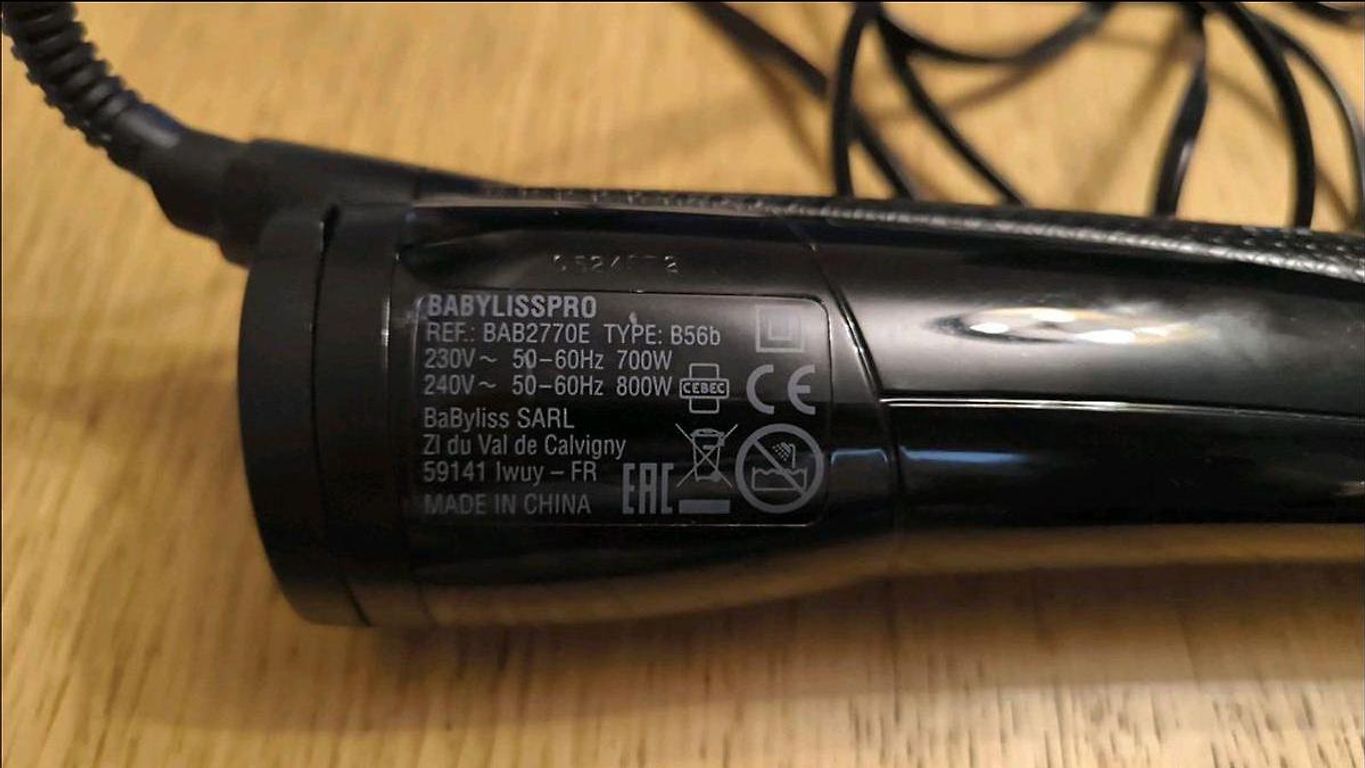 BABYLISSPRO
REF.: BAB2770E TYPE: B56b
230V~ 50-60Hz 700W
240V~ 50-60Hz 800W
CEBEC
CE
BaByliss SARL
ZI du Val de Calvigny
59141 Iwuy – FR
EAC
MADE IN CHINA